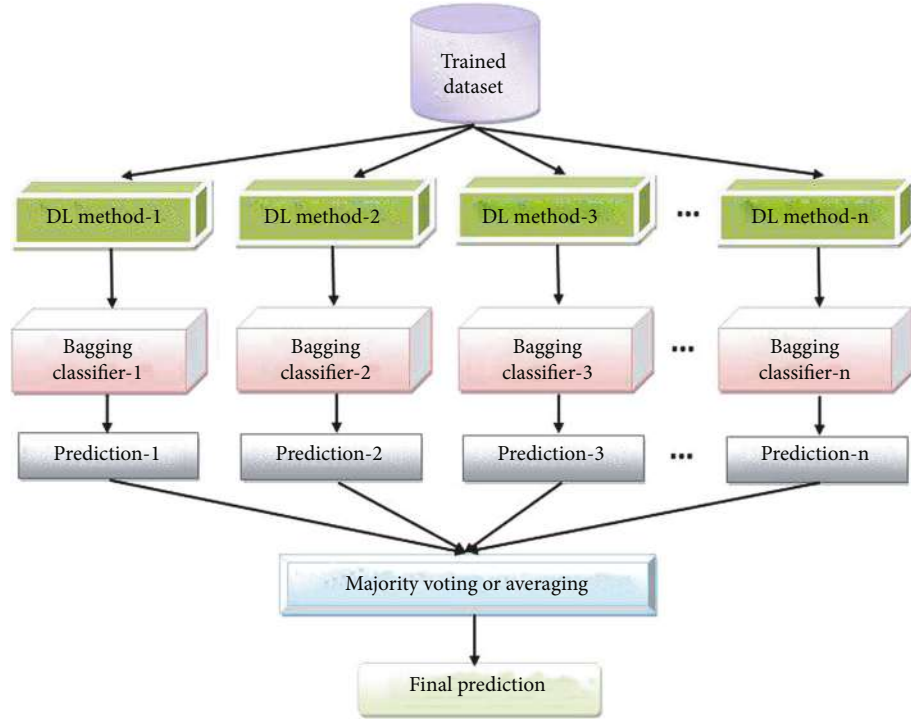 Trained
dataset
DL method-1
DL method-2
DL method-3
...
DL method-n
Bagging
classifier-1
Bagging
classifier-2
Bagging
classifier-3
...
Bagging
classifier-n
Prediction-1
Prediction-2
Prediction-3
...
Prediction-n
Majority voting or averaging
Final prediction